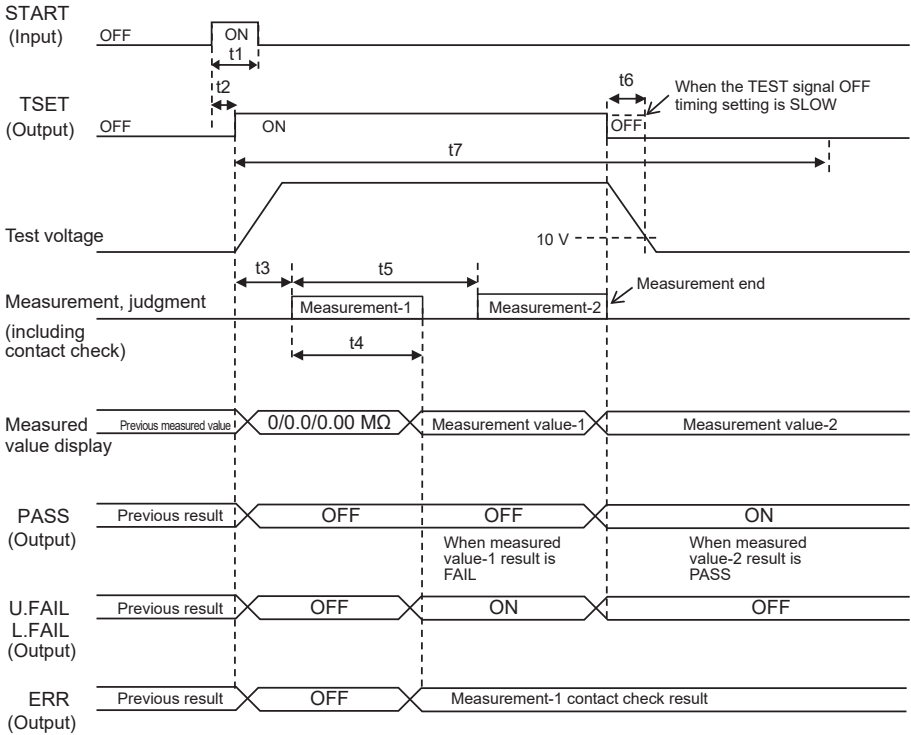 START
(Input)
OFF
ON
t1
t2
t6
When the TEST signal OFF
timing setting is SLOW
TSET
(Output)
OFF
ON
OFF
t7
Test voltage
10 V
t3
t5
Measurement end
Measurement, judgment
(including
contact check)
Measurement-1
Measurement-2
t4
Measured
value display
Previous measured value
0/0.0/0.00 MΩ
Measurement value-1
Measurement value-2
PASS
(Output)
Previous result
OFF
OFF
ON
When measured
value-1 result is
FAIL
When measured
value-2 result is
PASS
U.FAIL
L.FAIL
(Output)
Previous result
OFF
ON
OFF
ERR
(Output)
Previous result
OFF
Measurement-1 contact check result